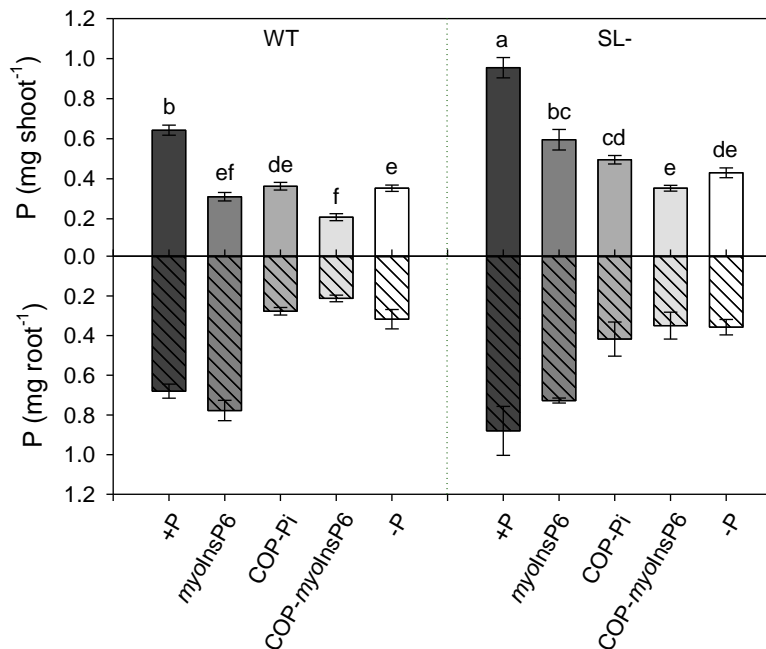 WT
SL-
P (mg shoot⁻¹)
1.2
1.0
0.8
0.6
0.4
0.2
0.0
b
ef
de
f
e
a
bc
cd
e
de
P (mg root⁻¹)
0.2
0.4
0.6
0.8
1.0
1.2
+P
myoInsP6
COP-Pi
COP-myoInsP6
-P
+P
myoInsP6
COP-Pi
COP-myoInsP6
-P